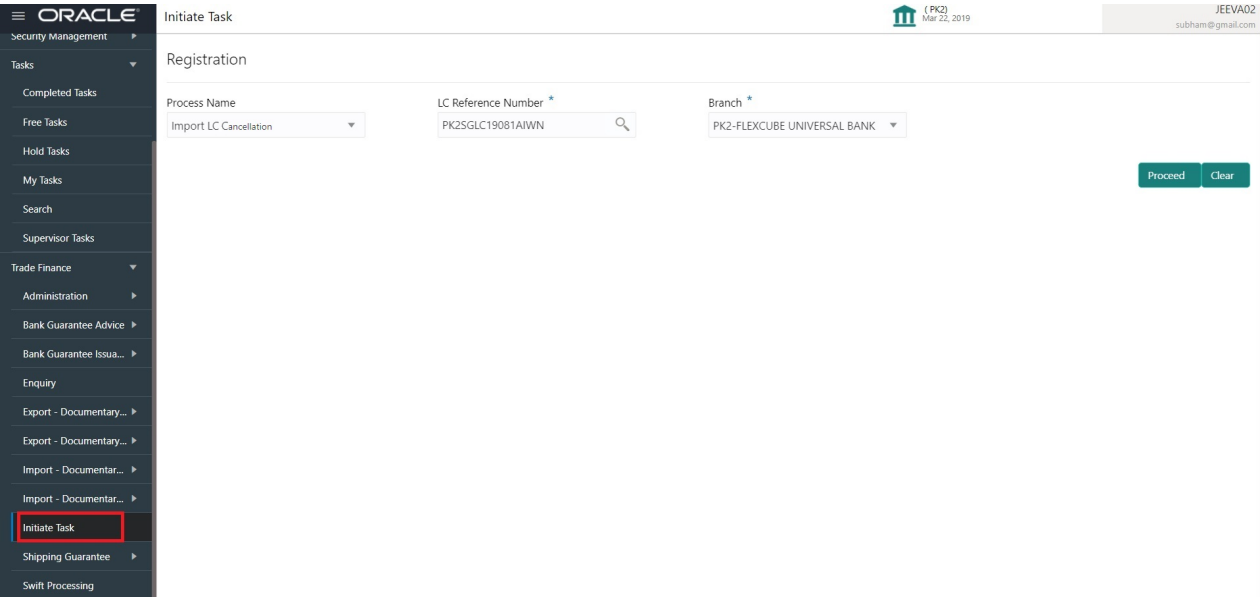 ORACLE
Initiate Task
( PK2)
Mar 22, 2019
JEEVA02
subham@gmail.com
Security Management
Tasks
Completed Tasks
Free Tasks
Hold Tasks
My Tasks
Search
Supervisor Tasks
Trade Finance
Administration
Bank Guarantee Advice
Bank Guarantee Issua...
Enquiry
Export - Documentary...
Export - Documentary...
Import - Documentar...
Import - Documentar...
Initiate Task
Shipping Guarantee
Swift Processing
Registration
Process Name
LC Reference Number *
Branch *
Import LC Cancellation
PK2SGLC19081AIWN
PK2-FLEXCUBE UNIVERSAL BANK
Proceed
Clear